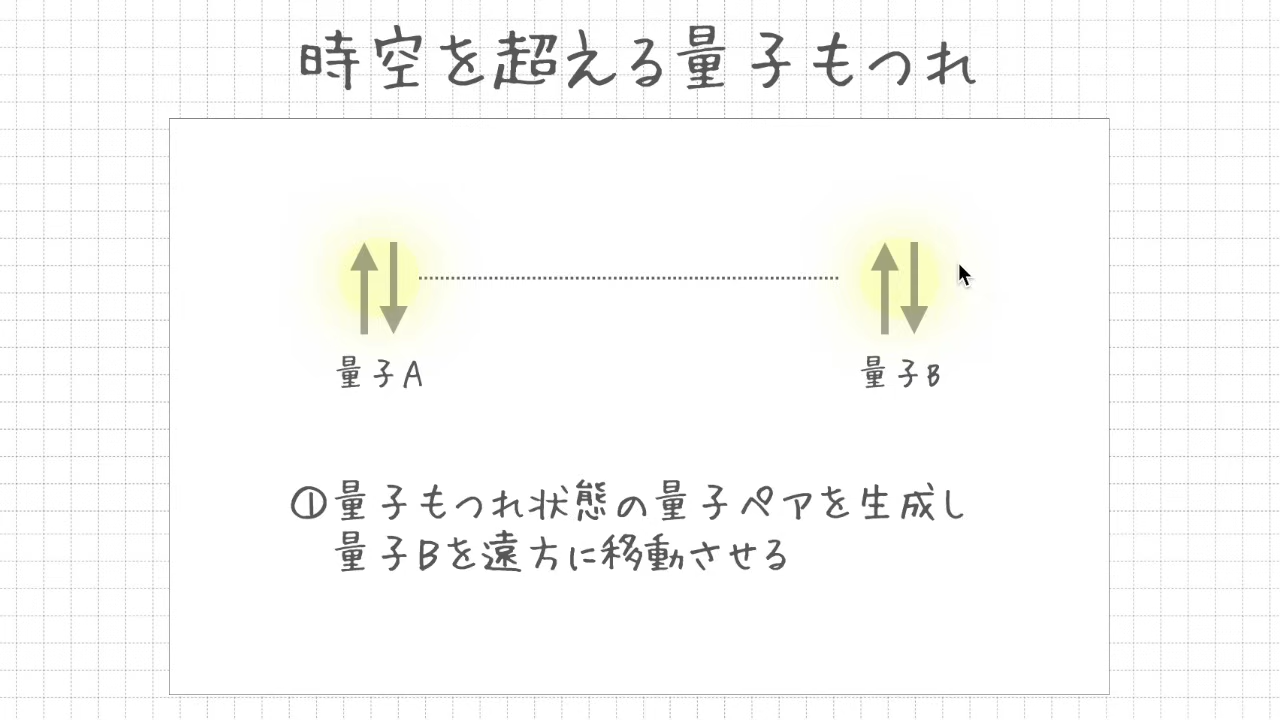 時空を超える量子もつれ
量子A
量子B
①量子もつれ状態の量子ペアを生成し
量子Bを遠方に移動させる